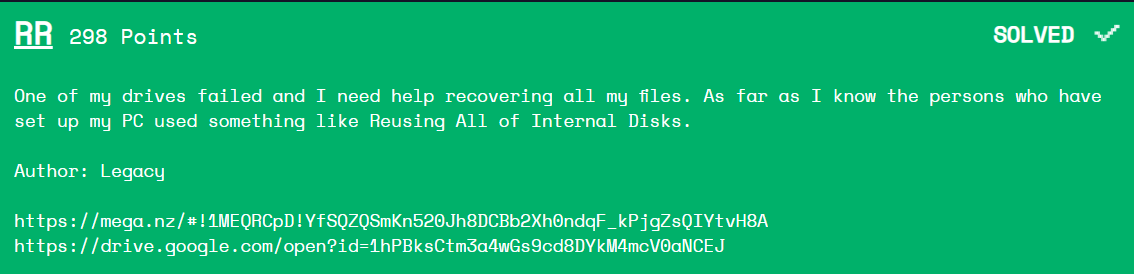 RR 298 Points SOLVED
One of my drives failed and I need help recovering all my files. As far as I know the persons who have
set up my PC used something like Reusing All of Internal Disks.
Author: Legacy
https://mega.nz/#!1MEQRCpD!YfSQZQSmKn520Jh8DCBb2Xh0ndqF_kPjgZsQIYtvH8A
https://drive.google.com/open?id=1hPBksCtm3a4wGs9cd8DYkM4mcV0aNCEJ